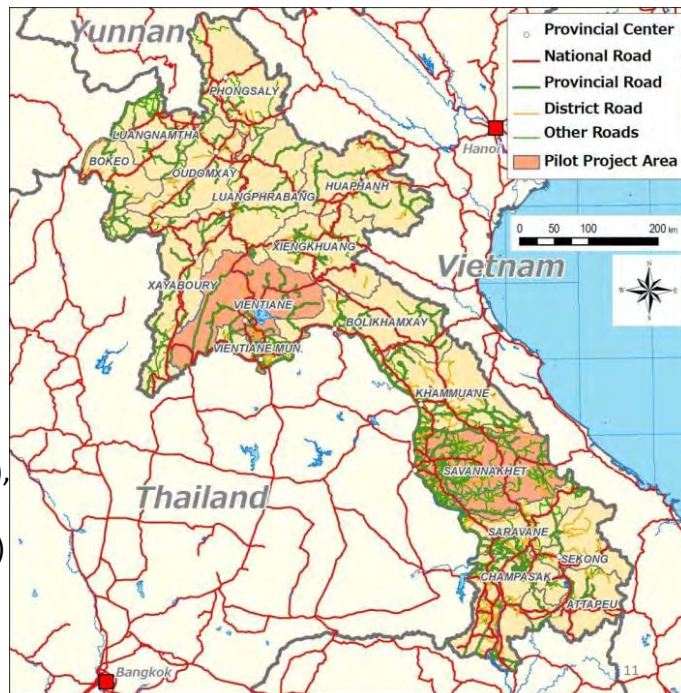 Yunnan
Provincial Center
National Road
Provincial Road
District Road
Other Roads
Pilot Project Area
PHONGSALY
LUANGNAMTHA
BOKEO
OUDOMXAY
LUANGPHRABANG
HUAPHANH
Hanoi
0 50 100 200 km
XIENGKHUANG
Vietnam
N
W E
S
XAYABOURY
VIENTIANE
BOLIKHAMXAY
VIENTIANE MUN.
KHAMMUANE
SAVANNAKHET
),
Thailand
)
SARAVANE
SEKONG
CHAMPASAK
ATTAPEU
Bangkok
11